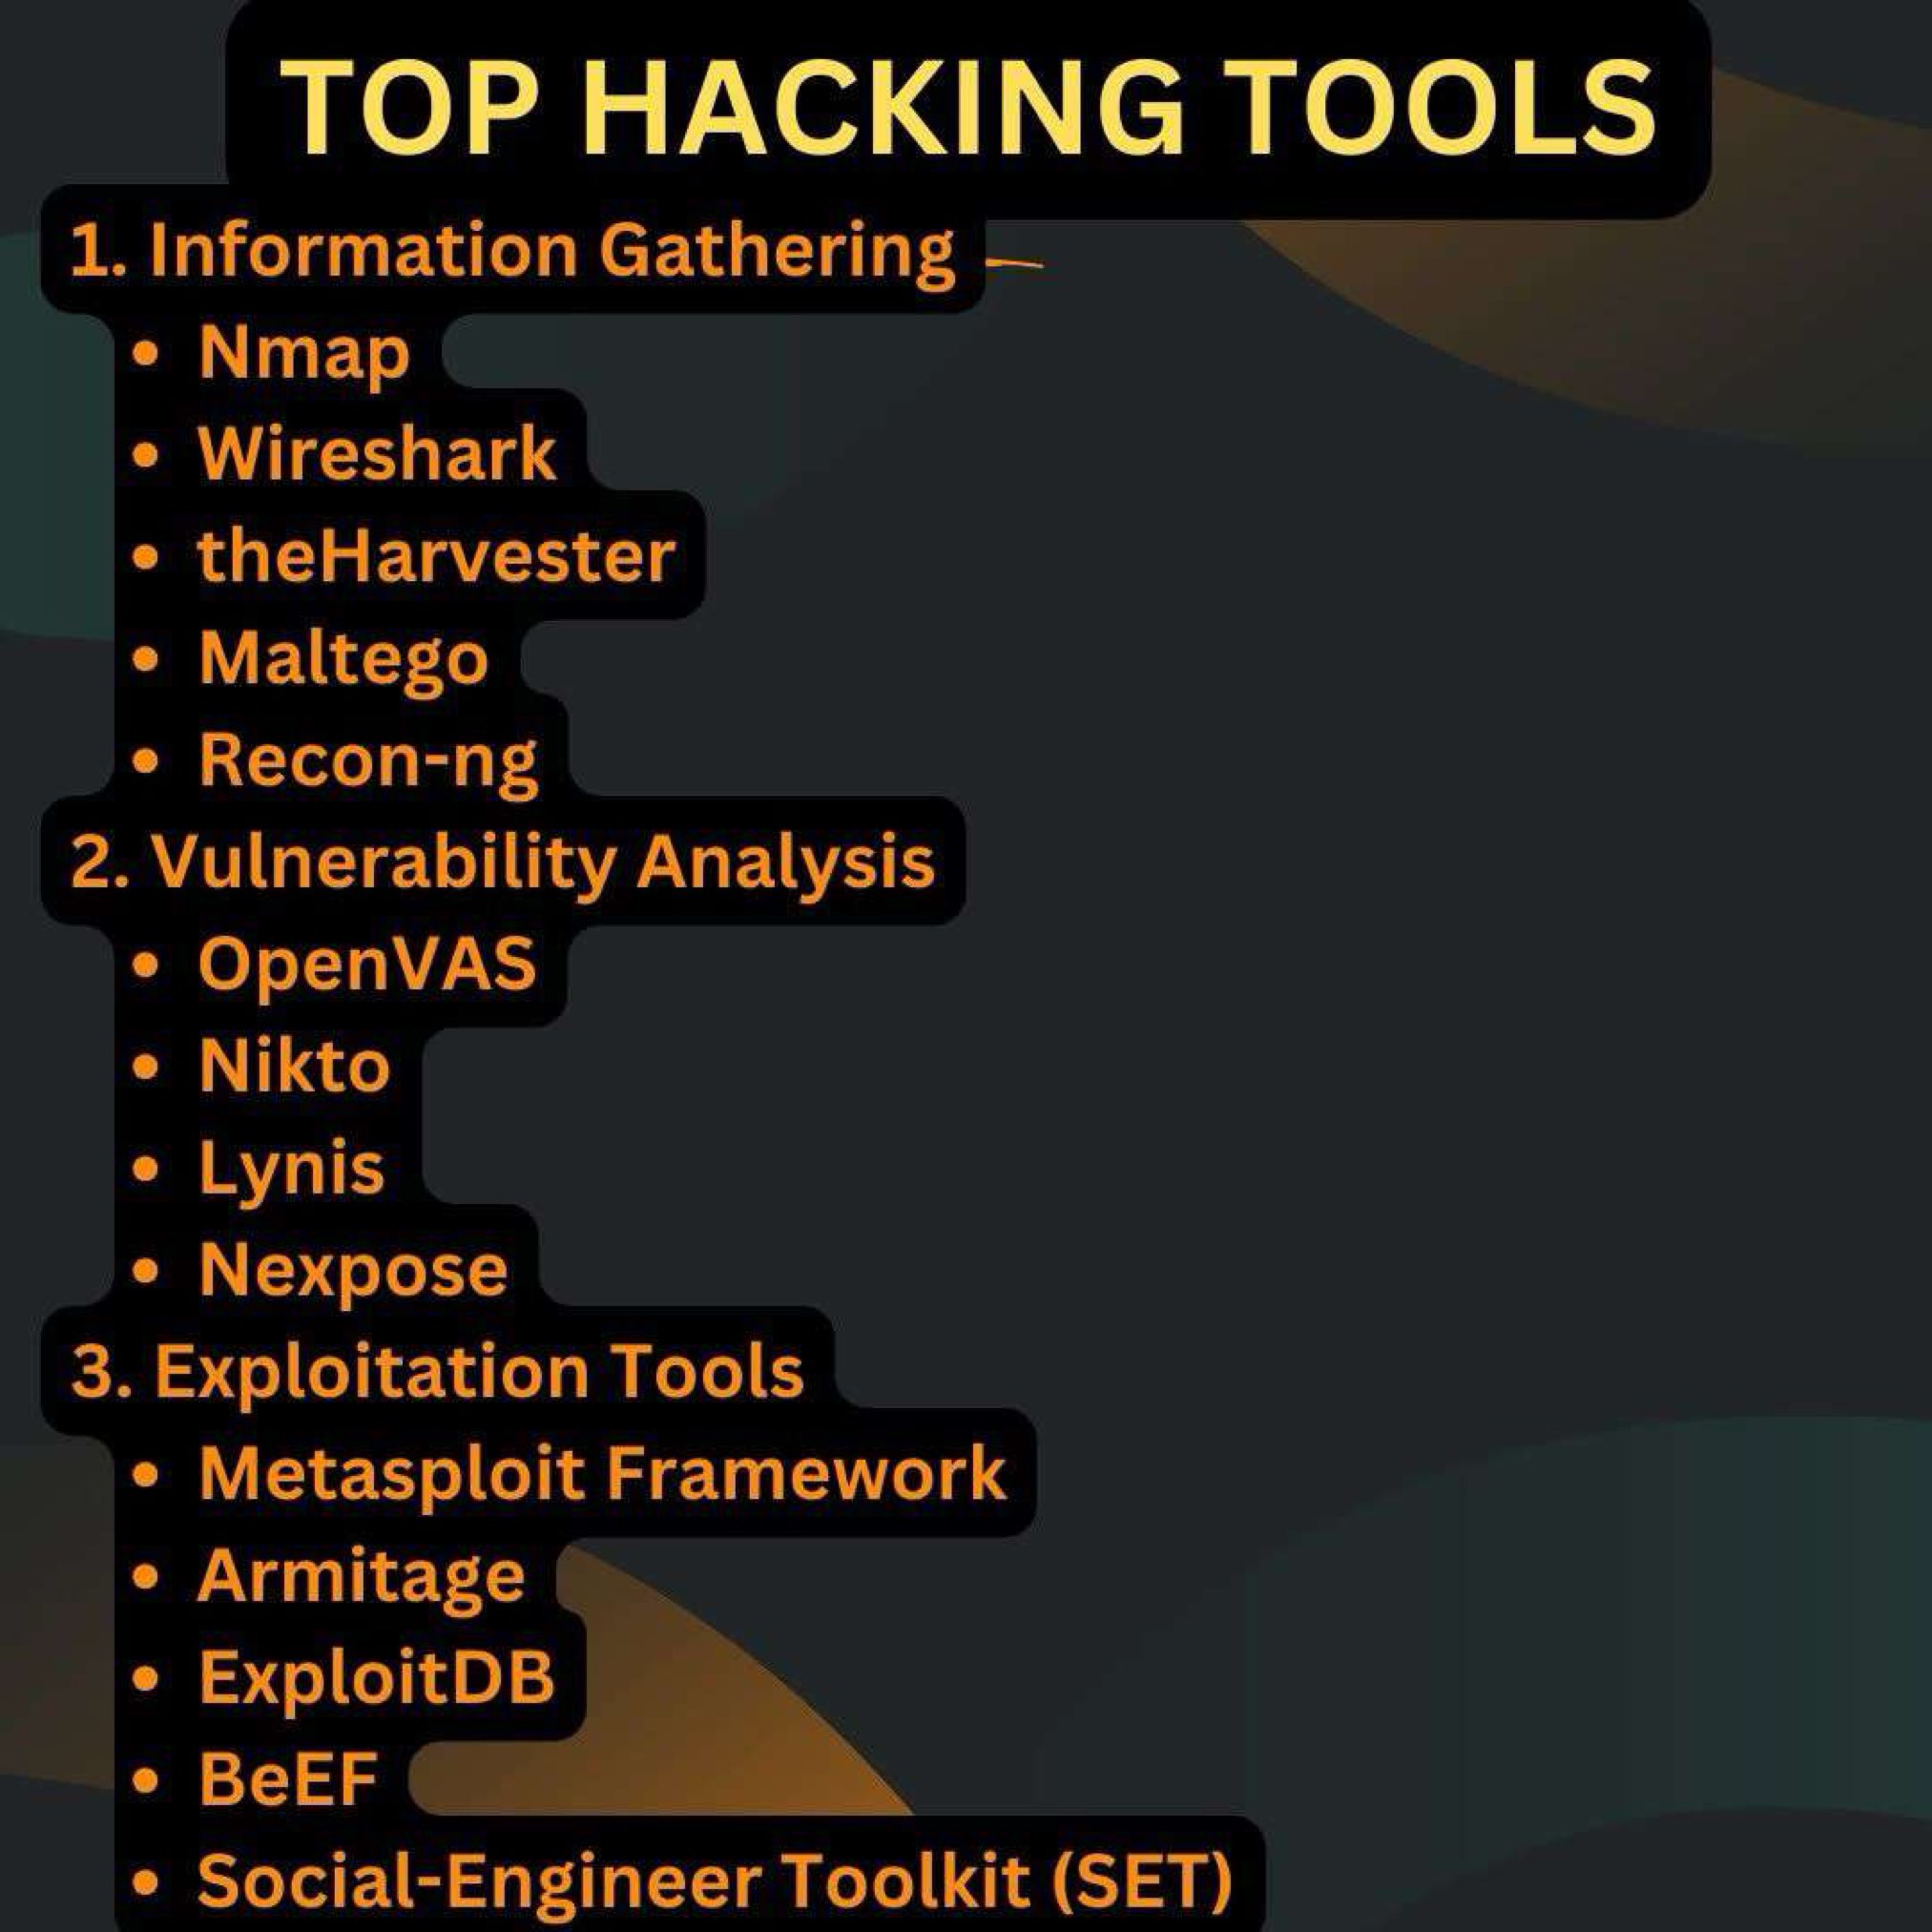 TOP HACKING TOOLS
1. Information Gathering
• Nmap
• Wireshark
• theHarvester
• Maltego
• Recon-ng
2. Vulnerability Analysis
• OpenVAS
• Nikto
• Lynis
• Nexpose
3. Exploitation Tools
• Metasploit Framework
• Armitage
• ExploitDB
• BeEF
• Social-Engineer Toolkit (SET)